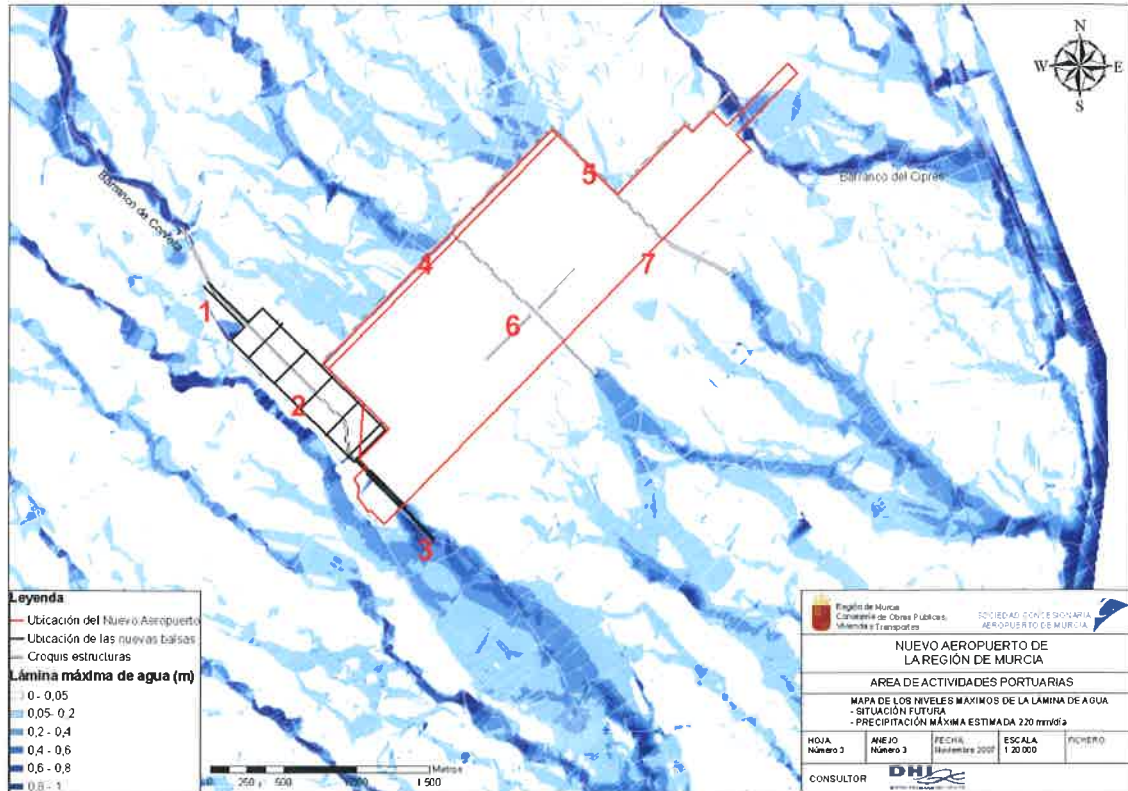 N
W E
S
Barranco de Corvera
Barranco del Ciprés
1
2
3
4
4
5
6
7
Leyenda
Ubicación del Nuevo Aeropuerto
Ubicación de las nuevas balsas
Croquis estructuras
Lámina máxima de agua (m)
0 - 0,05
0,05- 0,2
0,2 - 0,4
0,4 - 0,6
0,6 - 0,8
0,8 - 1
250 500 1 500
Metros
Región de Murcia
Consejería de Obras Públicas,
Vivienda y Transportes
SOCIEDAD CONCESIONARIA
AEROPUERTO DE MURCIA
NUEVO AEROPUERTO DE
LA REGIÓN DE MURCIA
AREA DE ACTIVIDADES PORTUARIAS
MAPA DE LOS NIVELES MÁXIMOS DE LA LÁMINA DE AGUA
- SITUACIÓN FUTURA
- PRECIPITACIÓN MÁXIMA ESTIMADA 220 mm/día
HOJA Número 3
ANEJO Número 3
FECHA Noviembre 2007
ESCALA 1 20 000
FICHERO
CONSULTOR DHI